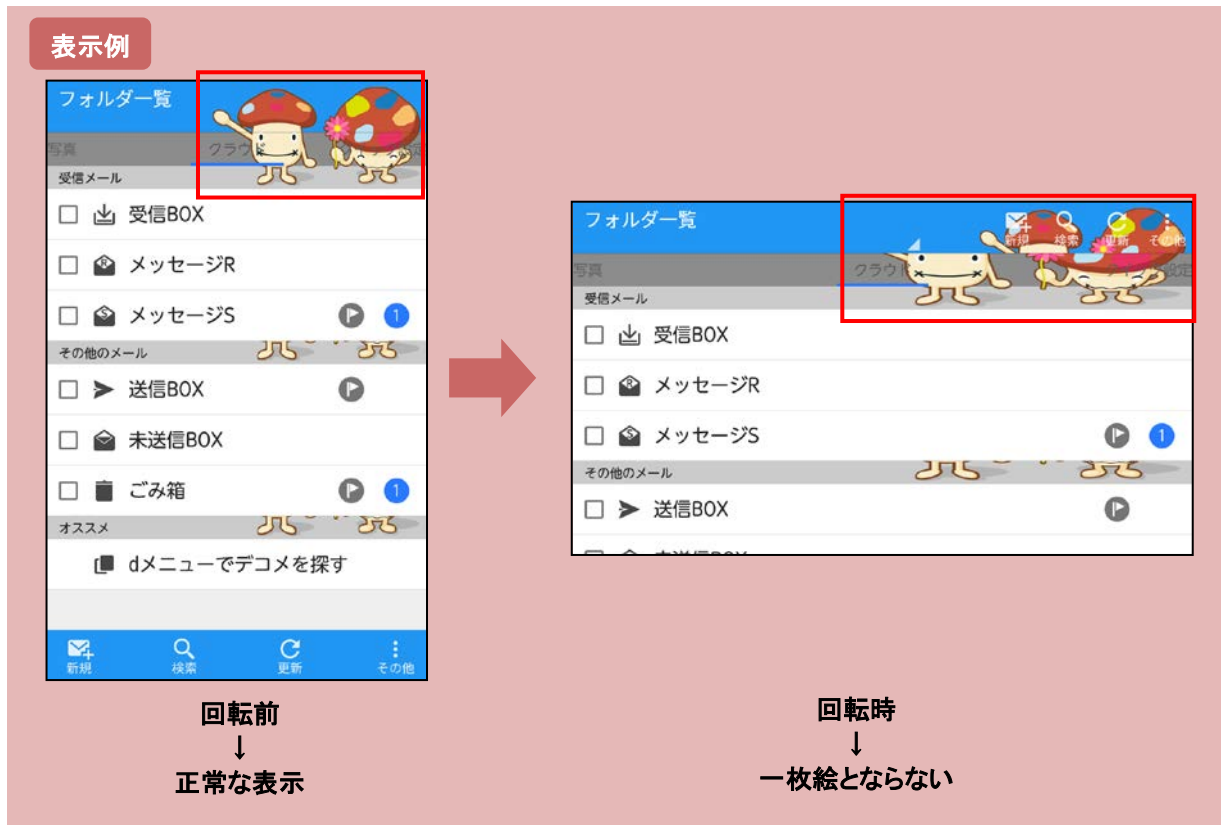 表示例
フォルダ一覧
写真
クラウド
受信メール
受信BOX
メッセージR
メッセージS
1
その他のメール
送信BOX
未送信BOX
ごみ箱
1
オススメ
dメニューでデコメを探す
新規
検索
更新
その他
回転前
↓
正常な表示
フォルダ一覧
新規
検索
更新
その他
写真
クラウド
受信メール
受信BOX
メッセージR
メッセージS
1
その他のメール
送信BOX
回転時
↓
一枚絵とならない